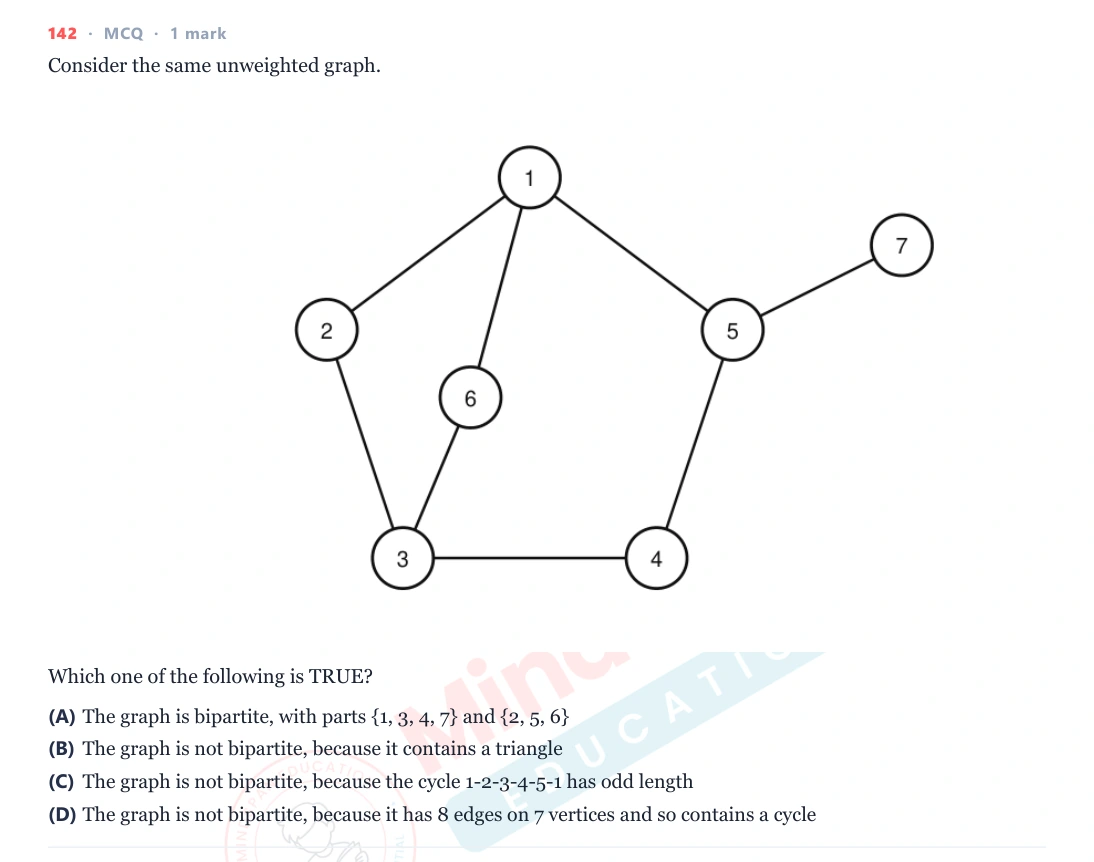 142 · MCQ · 1 mark
Consider the same unweighted graph.
1
7
2
5
6
3
4
Which one of the following is TRUE?
(A) The graph is bipartite, with parts {1, 3, 4, 7} and {2, 5, 6}
(B) The graph is not bipartite, because it contains a triangle
(C) The graph is not bipartite, because the cycle 1-2-3-4-5-1 has odd length
(D) The graph is not bipartite, because it has 8 edges on 7 vertices and so contains a cycle